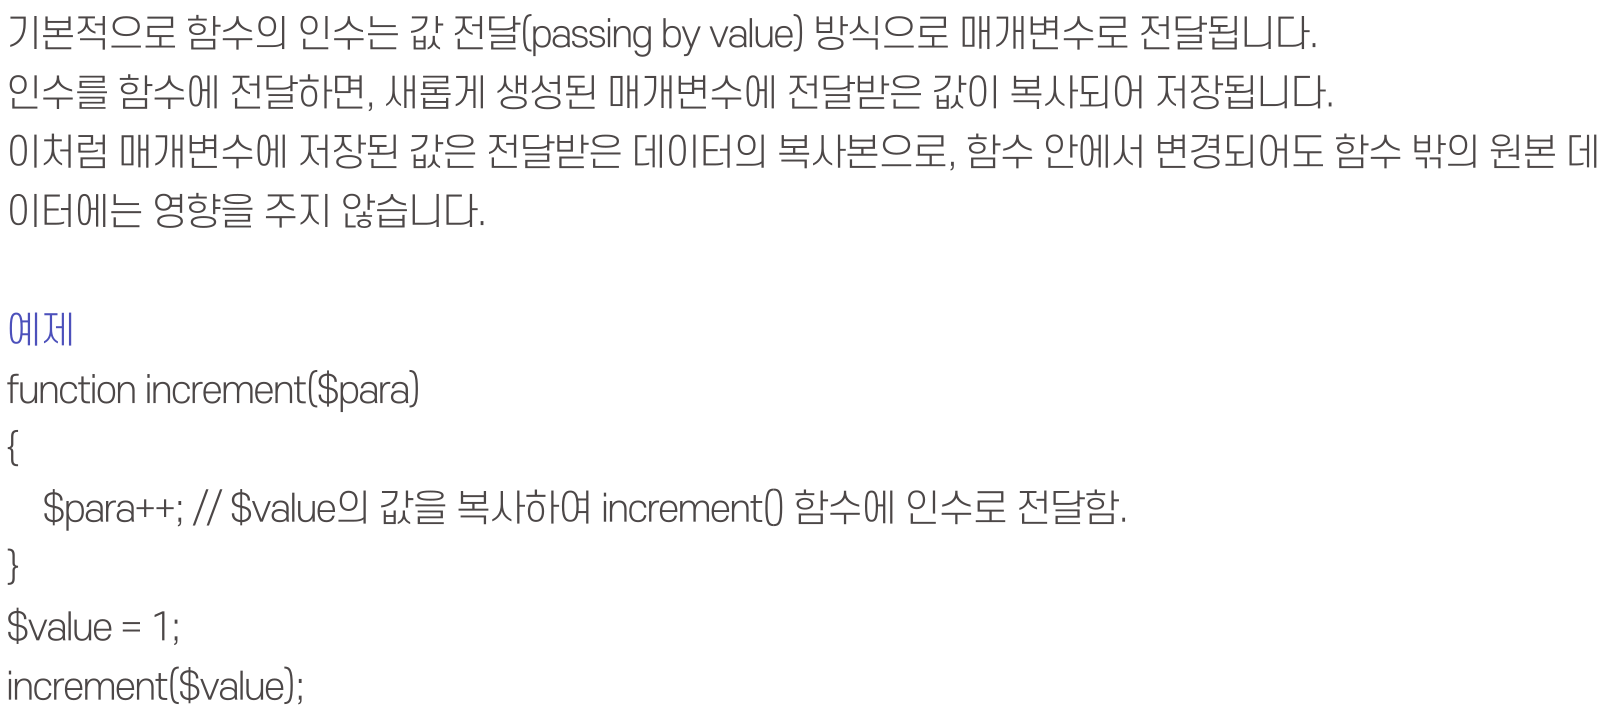 기본적으로 함수의 인수는 값 전달(passing by value) 방식으로 매개변수로 전달됩니다.
인수를 함수에 전달하면, 새롭게 생성된 매개변수에 전달받은 값이 복사되어 저장됩니다.
이처럼 매개변수에 저장된 값은 전달받은 데이터의 복사본으로, 함수 안에서 변경되어도 함수 밖의 원본 데
이터에는 영향을 주지 않습니다.
예제
function increment($para)
{
    $para++; // $value의 값을 복사하여 increment() 함수에 인수로 전달함.
}
$value = 1;
increment($value);